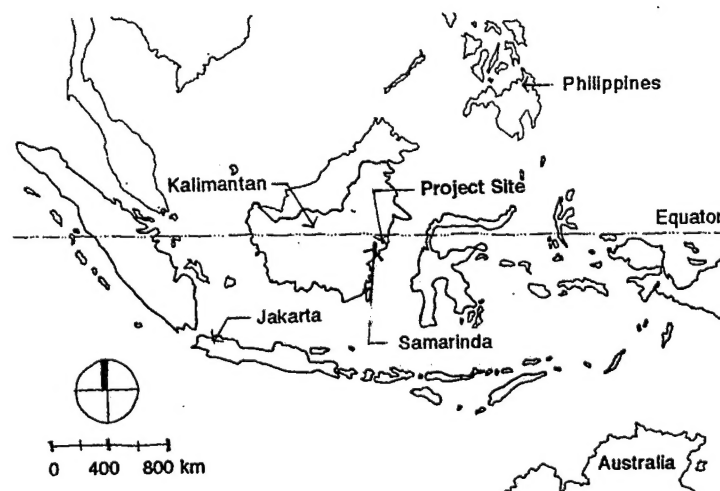 Philippines
Kalimantan
Project Site
Equator
Jakarta
Samarinda
0 400 800 km
Australia